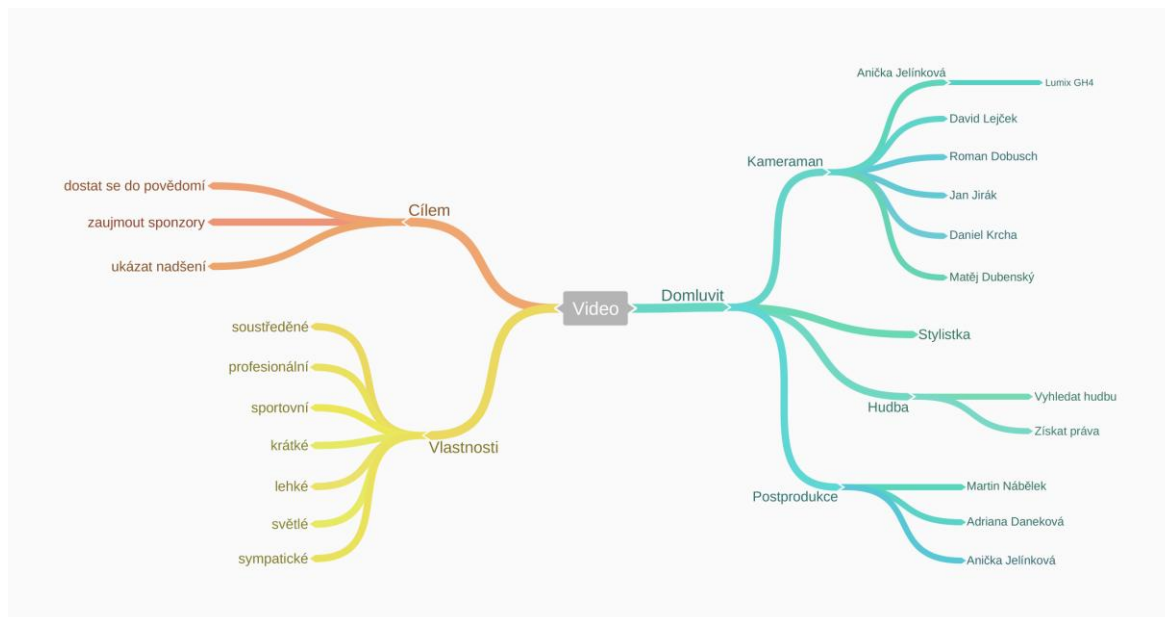 Video
Cílem
dostat se do povědomí
zaujmout sponzory
ukázat nadšení
Vlastnosti
soustředěné
profesionální
sportovní
krátké
lehké
světlé
sympatické
Domluvit
Kameraman
Anička Jelínková
Lumix GH4
David Lejček
Roman Dobusch
Jan Jirák
Daniel Krcha
Matěj Dubenský
Stylistka
Hudba
Vyhledat hudbu
Získat práva
Postprodukce
Martin Nábělek
Adriana Daneková
Anička Jelínková